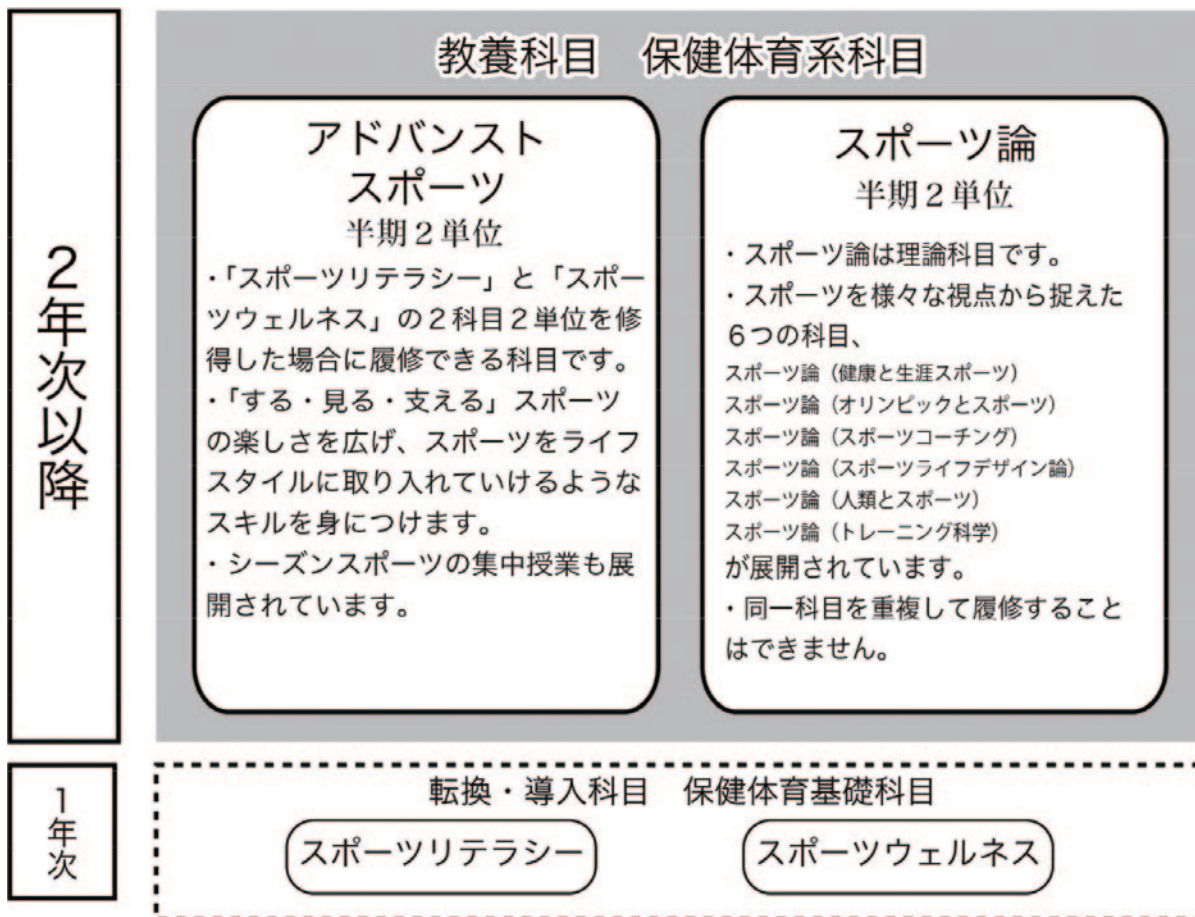 2年次以降
教養科目　保健体育系科目
アドバンスト
スポーツ
半期2単位
・「スポーツリテラシー」と「スポー
ツウェルネス」の2科目2単位を修
得した場合に履修できる科目です。
・「する・見る・支える」スポーツ
の楽しさを広げ、スポーツをライフ
スタイルに取り入れていけるような
スキルを身につけます。
・シーズンスポーツの集中授業も展
開されています。
スポーツ論
半期2単位
・スポーツ論は理論科目です。
・スポーツを様々な視点から捉えた
6つの科目、
スポーツ論（健康と生涯スポーツ）
スポーツ論（オリンピックとスポーツ）
スポーツ論（スポーツコーチング）
スポーツ論（スポーツライフデザイン論）
スポーツ論（人類とスポーツ）
スポーツ論（トレーニング科学）
が展開されています。
・同一科目を重複して履修すること
はできません。
1年次
転換・導入科目　保健体育基礎科目
スポーツリテラシー
スポーツウェルネス